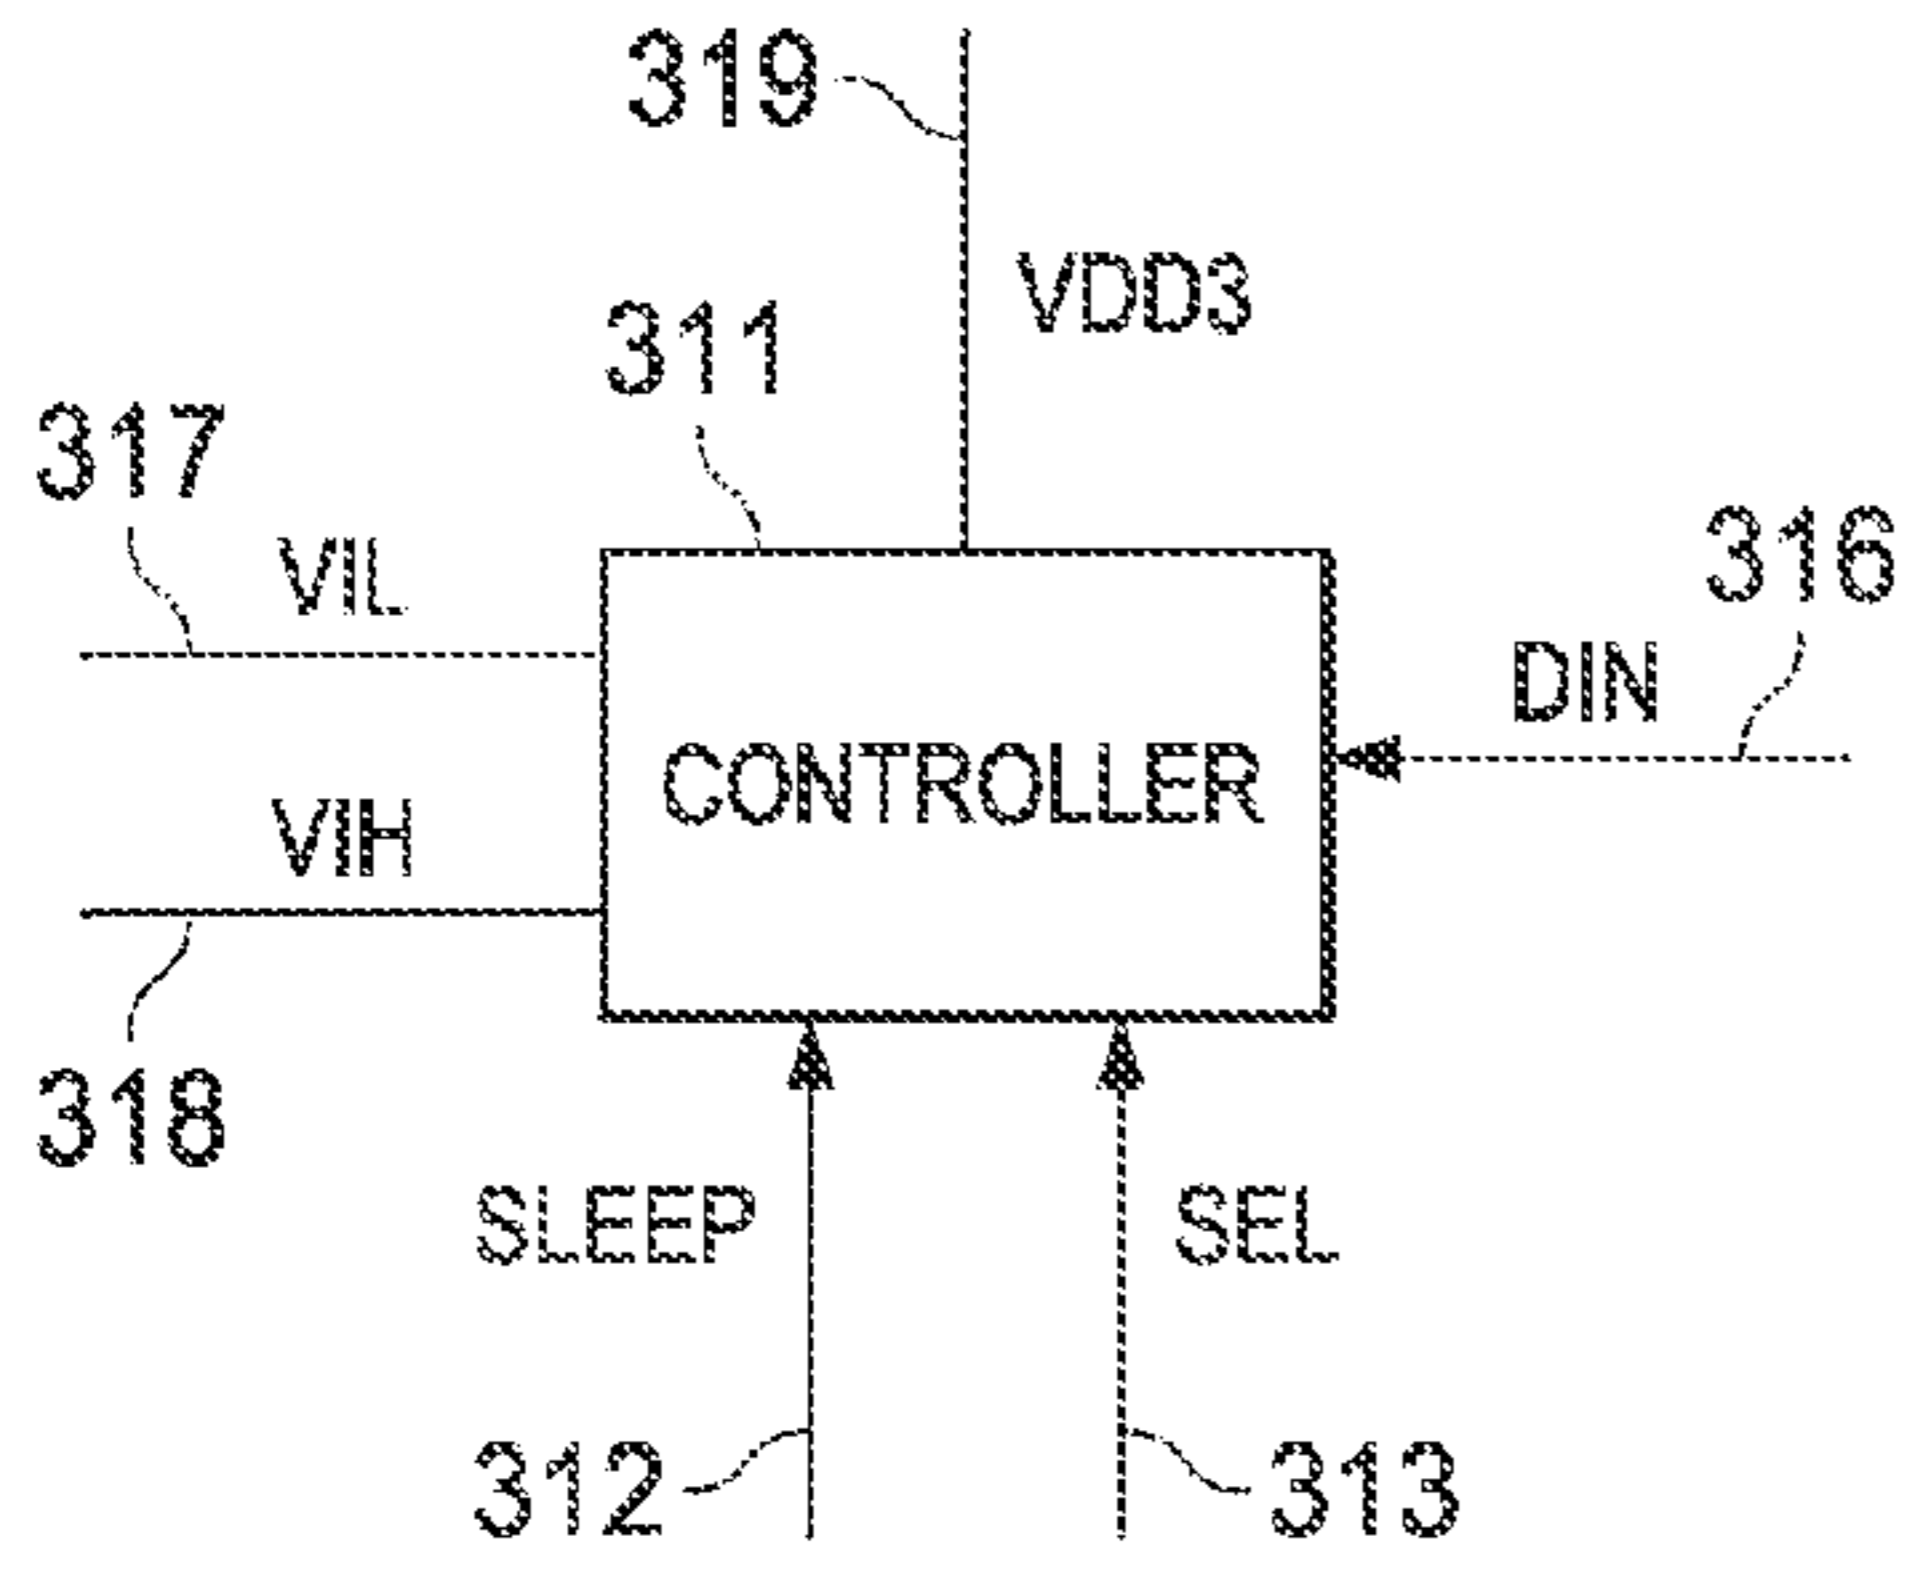 319
VDD3
311
317
VIL
316
DIN
CONTROLLER
VIH
318
SLEEP
SEL
312
313